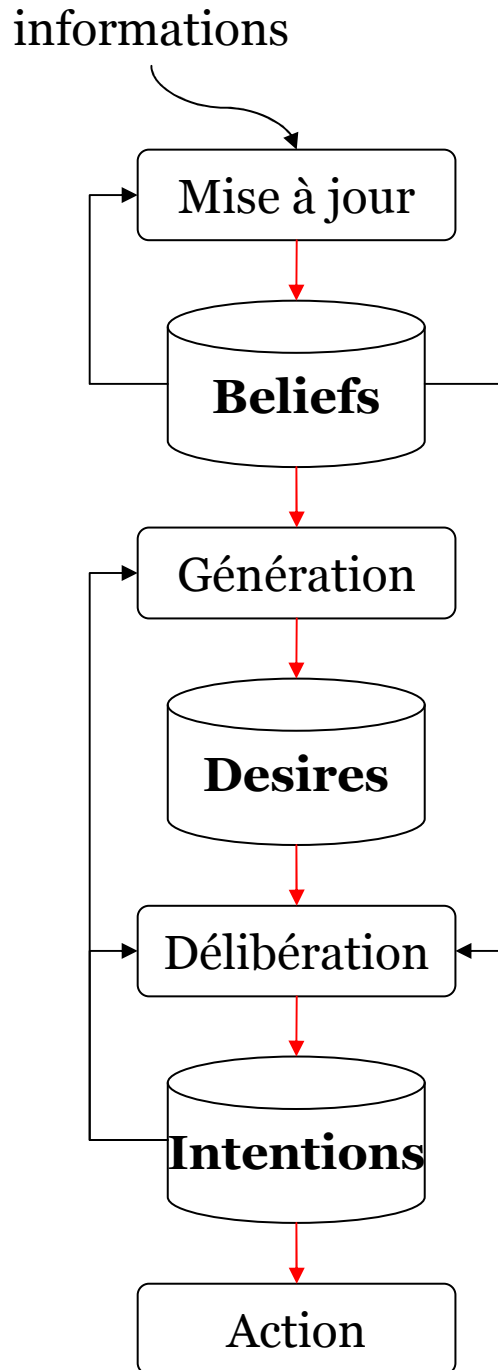 informations
Mise à jour
Beliefs
Génération
Desires
Délibération
Intentions
Action